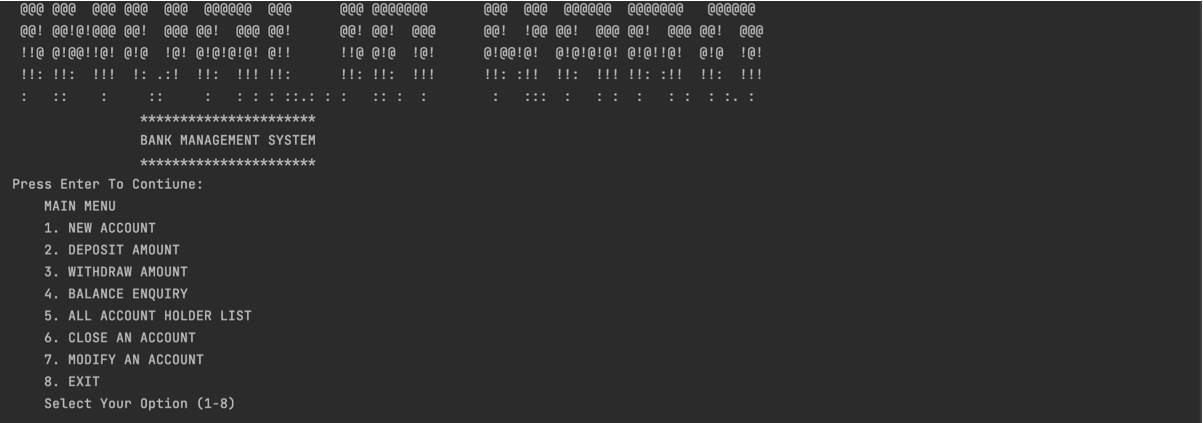 @@@ @@@  @@@ @@@  @@@  @@@@@@  @@@      @@@ @@@@@@@       @@@  @@@  @@@@@@  @@@@@@@   @@@@@@
@@! @@!@!@@@ @@!  @@@ @@!  @@@ @@!      @@! @@!  @@@      @@!  !@@ @@!  @@@ @@!  @@@ @@!  @@@
!!@ @!@@!!@! @!@  !@! @!@!@!@! @!!      !!@ @!@  !@!      @!@@!@!  @!@!@!@! @!@!!@!  @!@  !@!
!!: !!:  !!!  !: .:!  !!:  !!! !!:      !!: !!:  !!!      !!: :!!  !!:  !!! !!: :!!  !!:  !!!
:   ::    :     ::     :   : : : ::.: : :   :: :  :        :   :::  :   : :  :   : :  : :. :
**********************
BANK MANAGEMENT SYSTEM
**********************
Press Enter To Contiune:
MAIN MENU
1. NEW ACCOUNT
2. DEPOSIT AMOUNT
3. WITHDRAW AMOUNT
4. BALANCE ENQUIRY
5. ALL ACCOUNT HOLDER LIST
6. CLOSE AN ACCOUNT
7. MODIFY AN ACCOUNT
8. EXIT
Select Your Option (1-8)